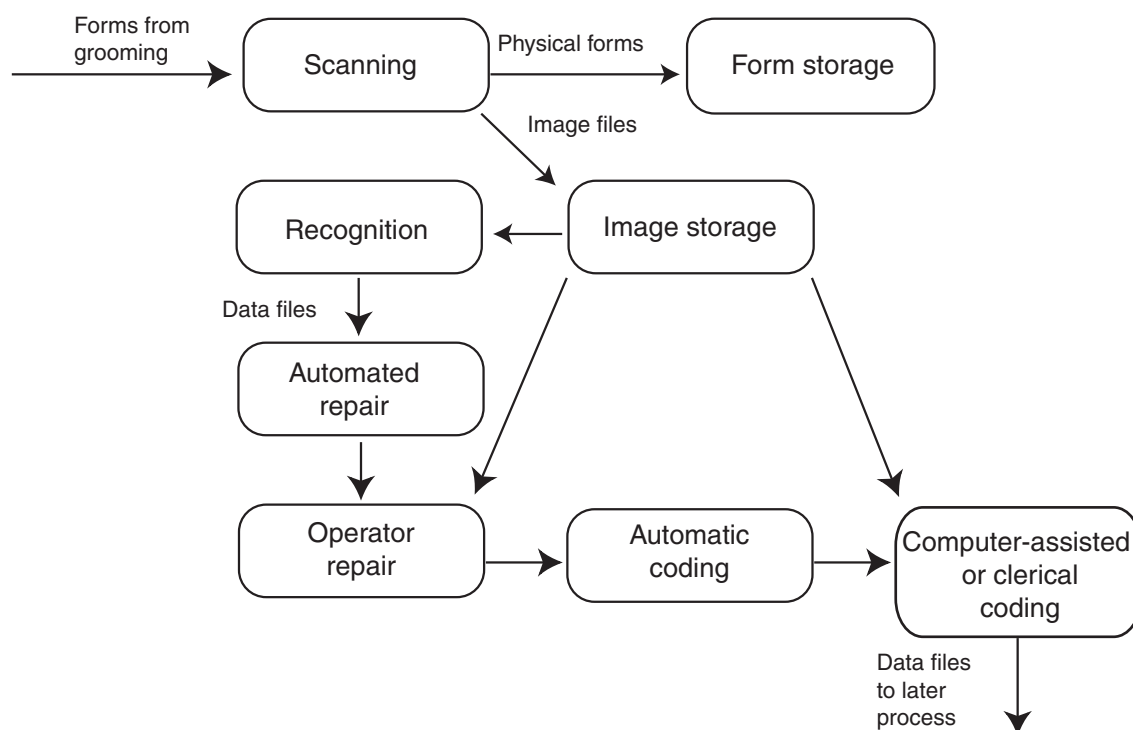 Forms from
grooming
Scanning
Physical forms
Form storage
Image files
Recognition
Image storage
Data files
Automated
repair
Operator
repair
Automatic
coding
Computer-assisted
or clerical
coding
Data files
to later
process